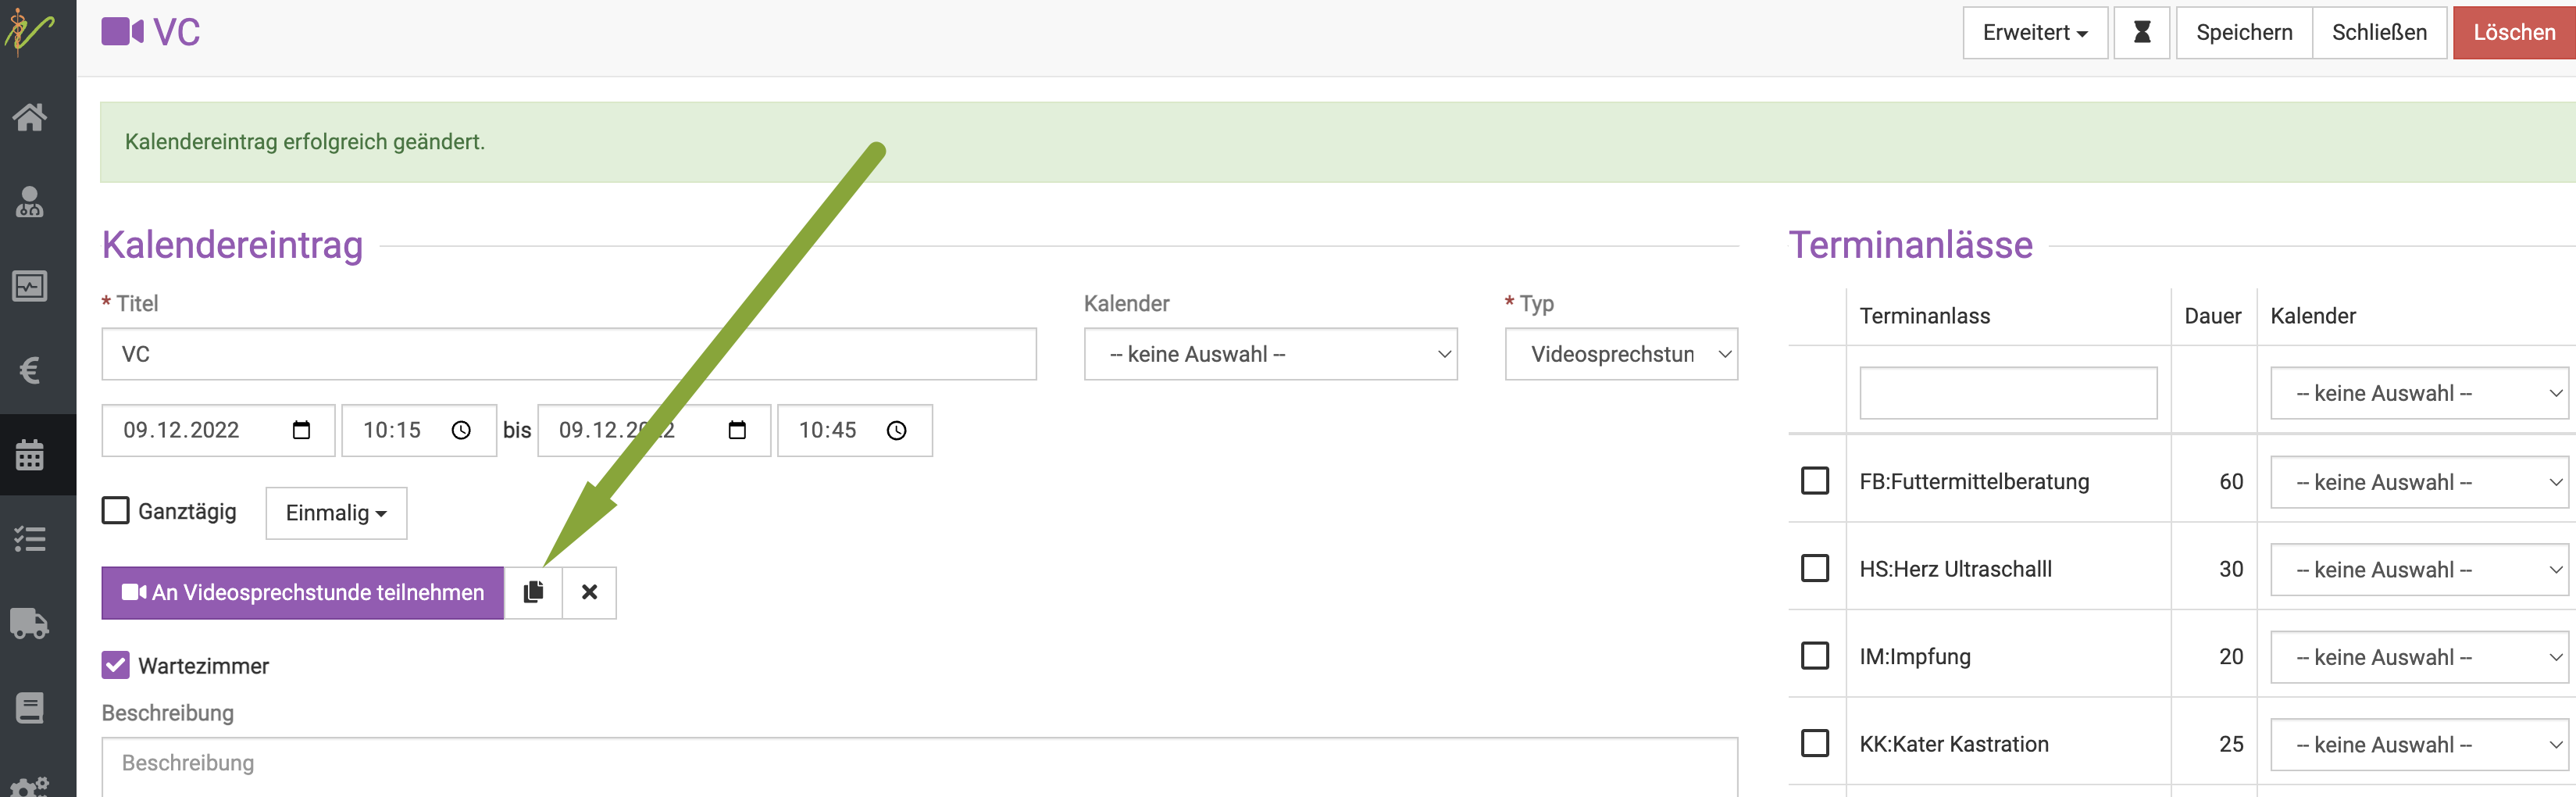 VC
Erweitert
Speichern
Schließen
Löschen
Kalendereintrag erfolgreich geändert.
Kalendereintrag
* Titel
Kalender
* Typ
VC
-- keine Auswahl --
Videosprechstun
09.12.2022
10:15
bis
09.12.2022
10:45
Ganztägig
Einmalig
An Videosprechstunde teilnehmen
Wartezimmer
Beschreibung
Beschreibung
Terminanlässe
Terminanlass Dauer Kalender
-- keine Auswahl --
FB:Futtermittelberatung 60 -- keine Auswahl --
HS:Herz Ultraschalll 30 -- keine Auswahl --
IM:Impfung 20 -- keine Auswahl --
KK:Kater Kastration 25 -- keine Auswahl --